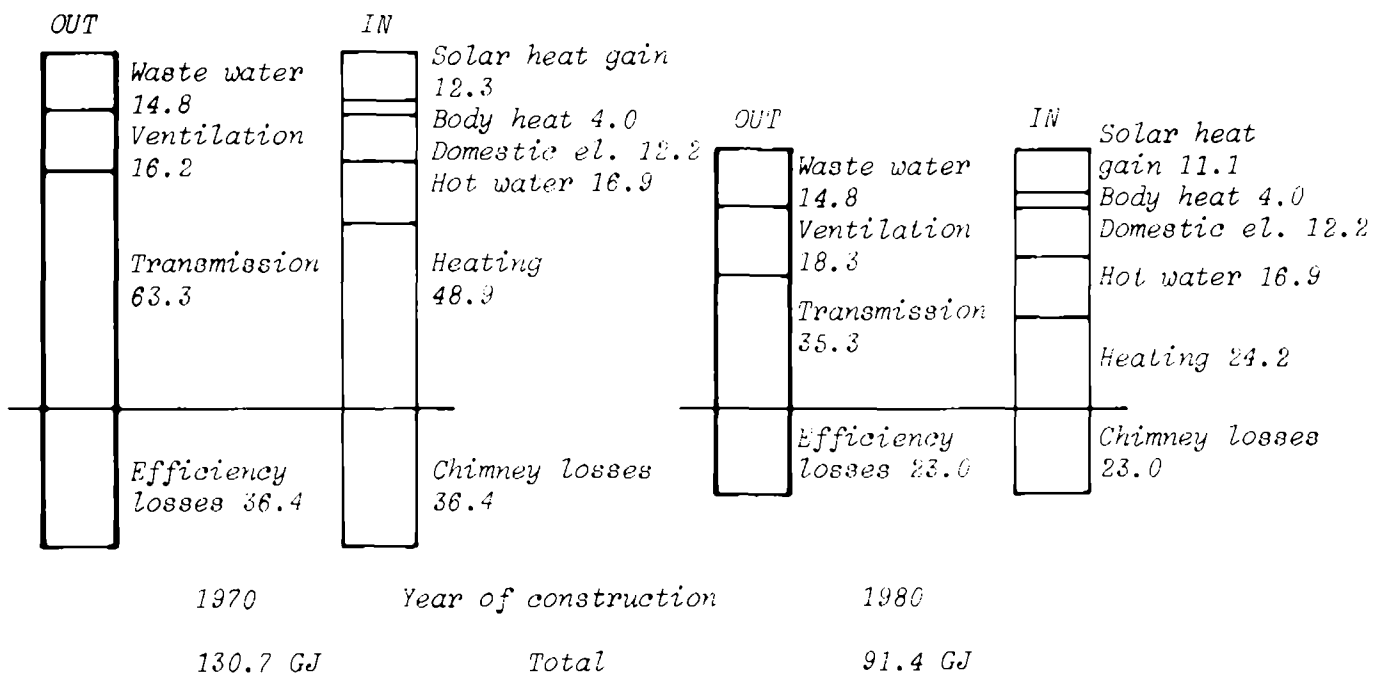 OUT
Waste water
14.8
Ventilation
16.2
Transmission
63.3
Efficiency
losses 36.4
IN
Solar heat gain
12.3
Body heat 4.0
Domestic el. 12.2
Hot water 16.9
Heating
48.9
Chimney losses
36.4
OUT
Waste water
14.8
Ventilation
18.3
Transmission
35.3
Efficiency
losses 23.0
IN
Solar heat
gain 11.1
Body heat 4.0
Domestic el. 12.2
Hot water 16.9
Heating 24.2
Chimney losses
23.0
1970 Year of construction 1980
130.7 GJ Total 91.4 GJ